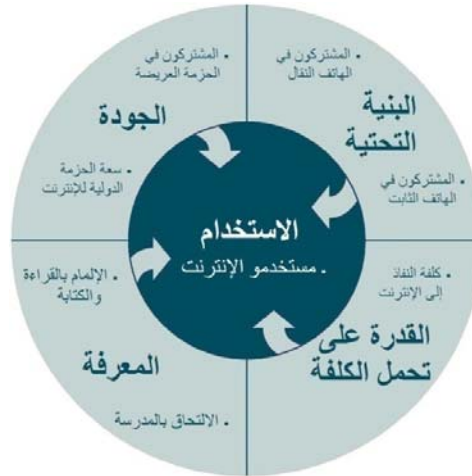 • المشتركون في
الهاتف النقال
البنية
التحتية
• المشتركون في
الهاتف الثابت
• المشتركون في
الحزمة العريضة
الجودة
• سعة الحزمة
الدولية للإنترنت
الاستخدام
• مستخدمو الإنترنت
• كلفة النفاذ
إلى الإنترنت
القدرة على
تحمل الكلفة
• الإلمام بالقراءة
والكتابة
المعرفة
• الالتحاق بالمدرسة